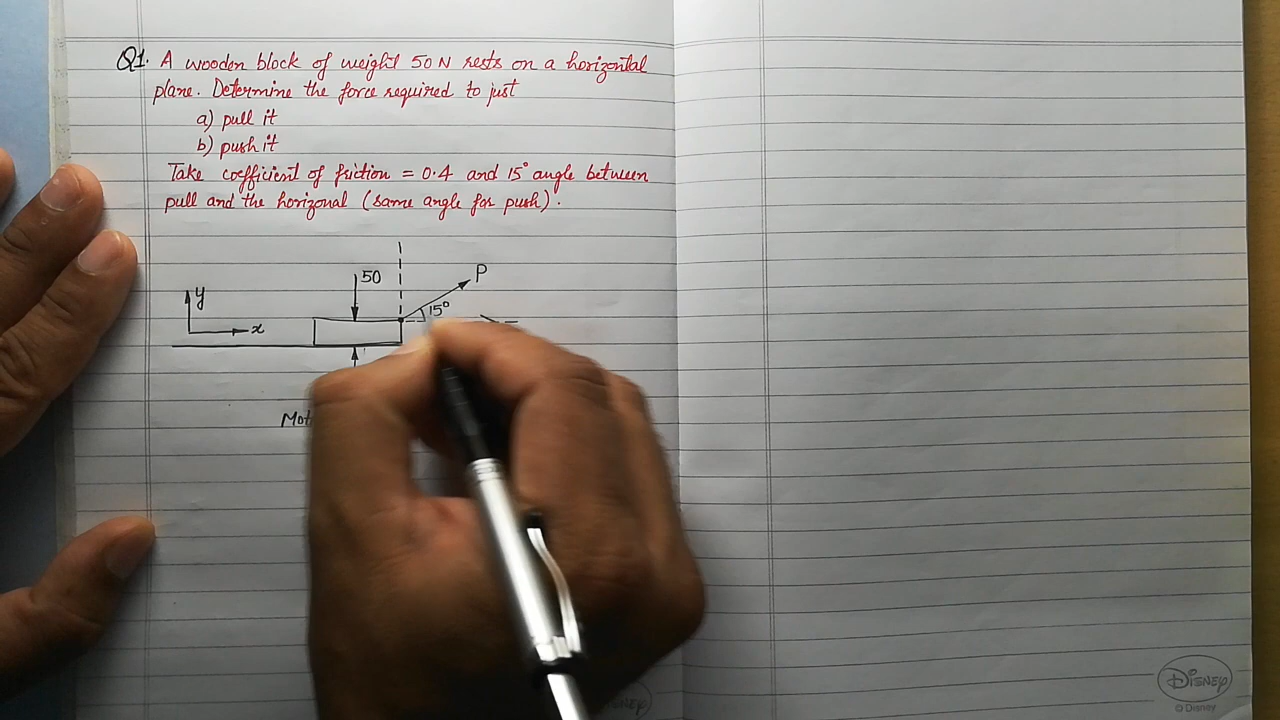 Q1. A wooden block of weight 50 N rests on a horizontal
plane. Determine the force required to just
a) pull it
b) push it
Take coefficient of friction = 0.4 and 15° angle between
pull and the horizonal (same angle for push).
50
P
15°
y
x
DISNEY
© Disney